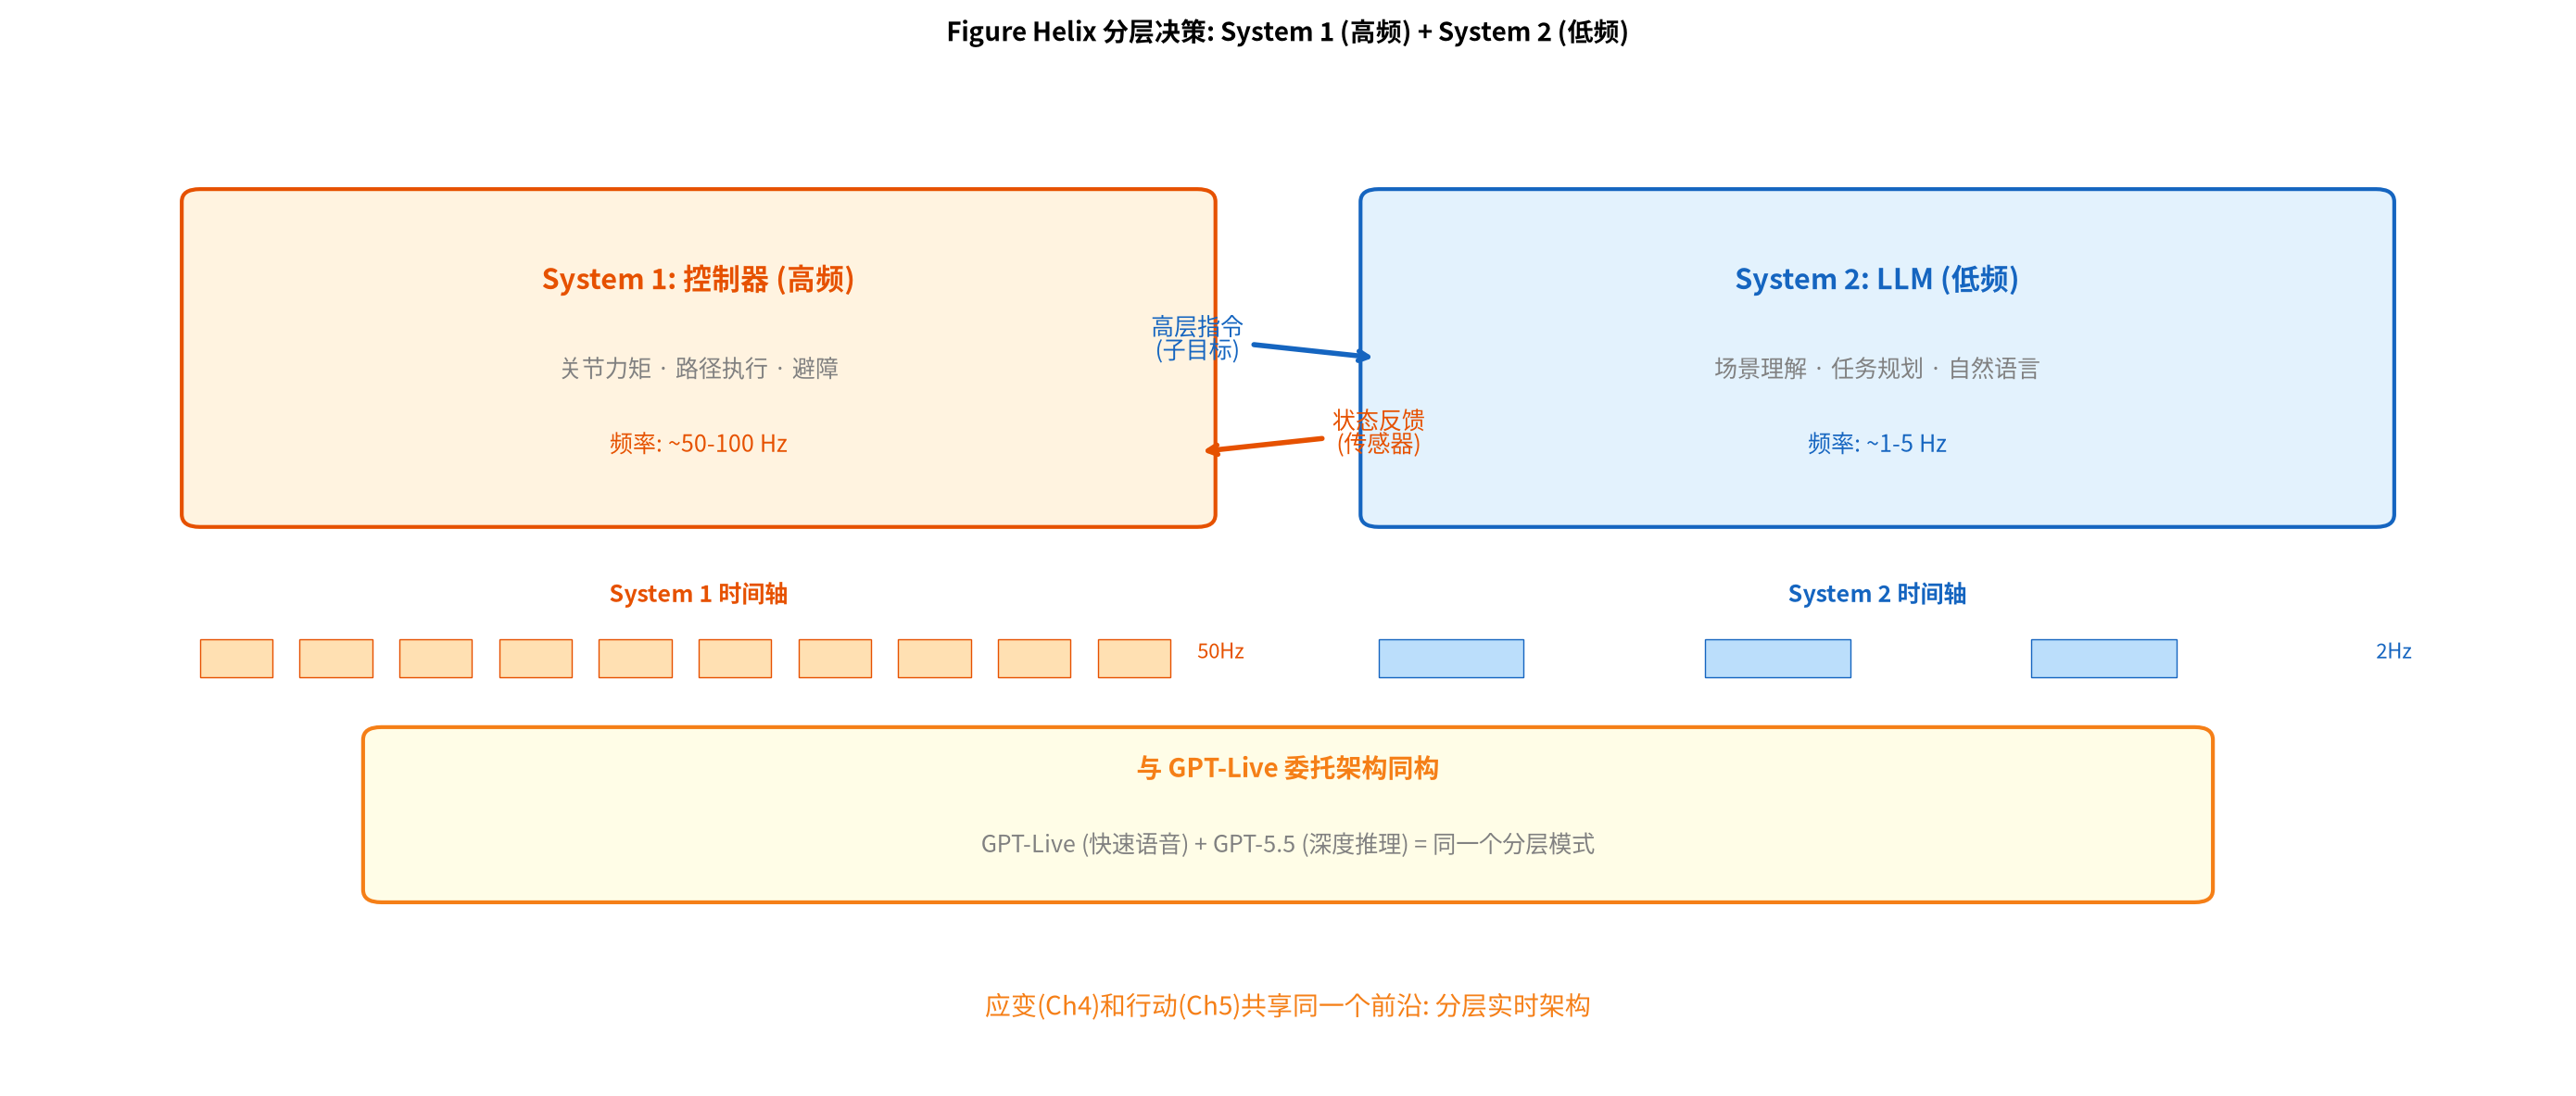 Figure Helix 分层决策: System 1 (高频) + System 2 (低频)
System 1: 控制器 (高频)
关节力矩 · 路径执行 · 避障
频率: ~50-100 Hz
高层指令
(子目标)
状态反馈
(传感器)
System 2: LLM (低频)
场景理解 · 任务规划 · 自然语言
频率: ~1-5 Hz
System 1 时间轴
50Hz
System 2 时间轴
2Hz
与 GPT-Live 委托架构同构
GPT-Live (快速语音) + GPT-5.5 (深度推理) = 同一个分层模式
应变(Ch4)和行动(Ch5)共享同一个前沿: 分层实时架构